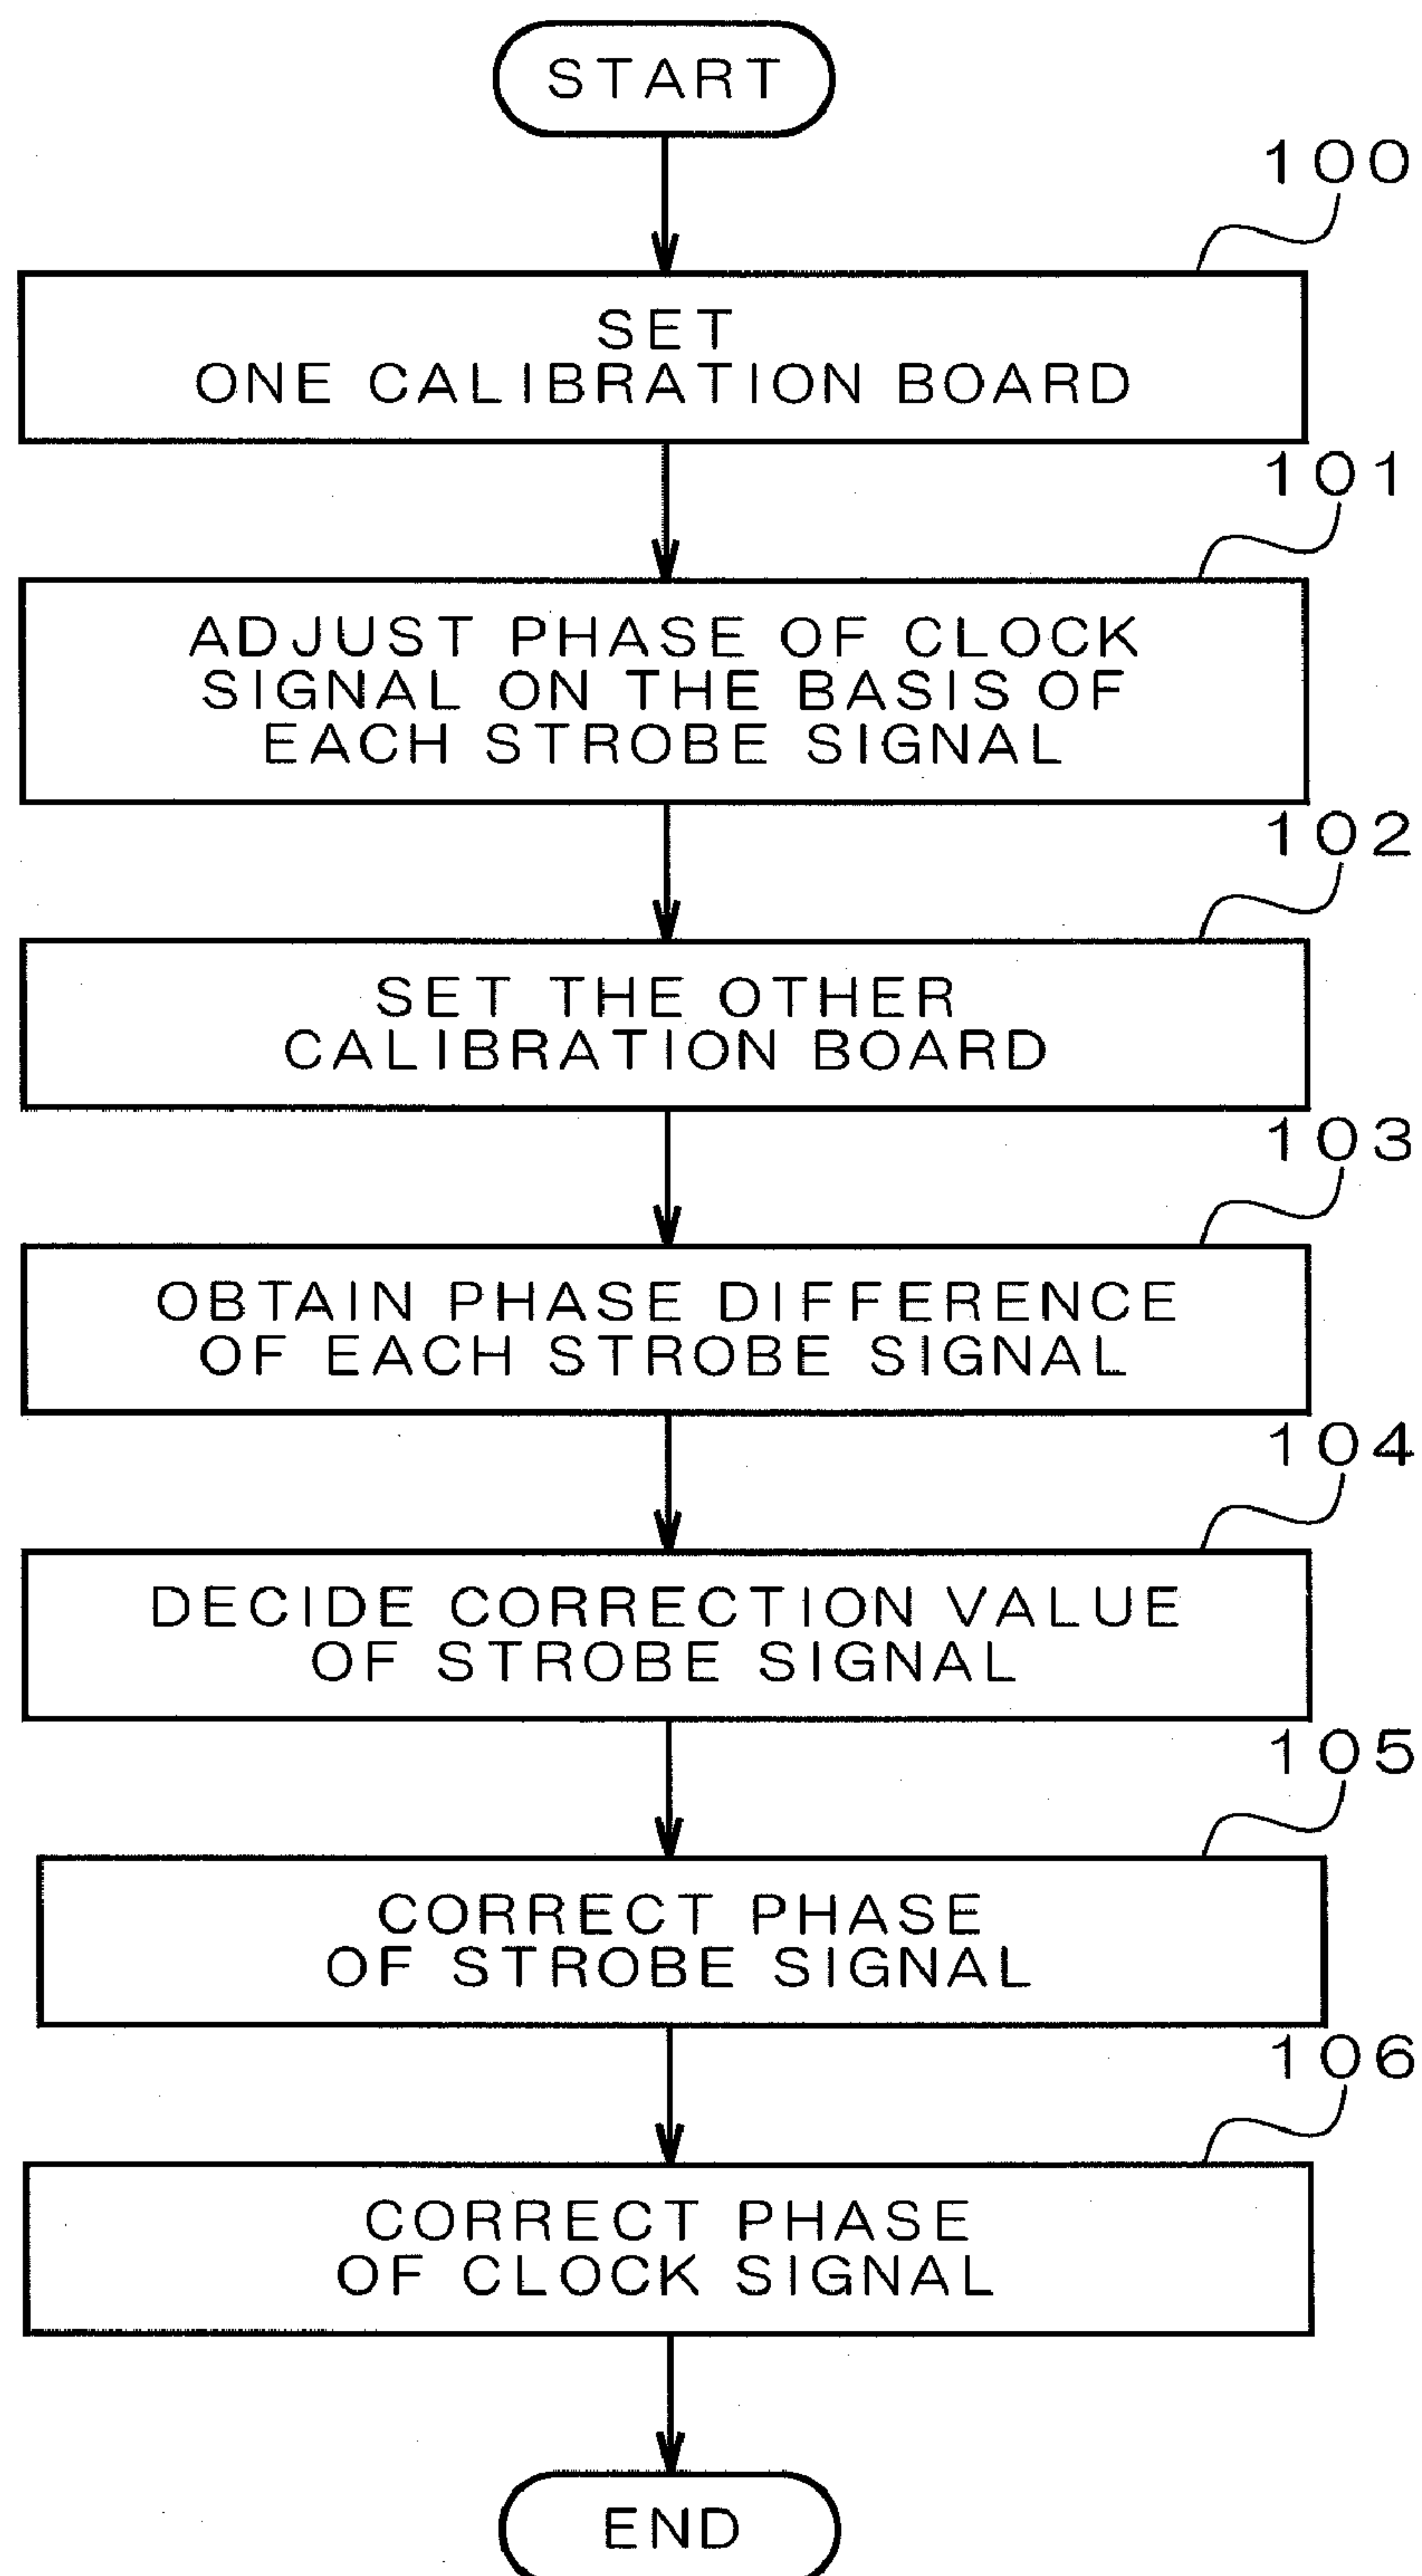 START
100
SET
ONE CALIBRATION BOARD
101
ADJUST PHASE OF CLOCK
SIGNAL ON THE BASIS OF
EACH STROBE SIGNAL
102
SET THE OTHER
CALIBRATION BOARD
103
OBTAIN PHASE DIFFERENCE
OF EACH STROBE SIGNAL
104
DECIDE CORRECTION VALUE
OF STROBE SIGNAL
105
CORRECT PHASE
OF STROBE SIGNAL
106
CORRECT PHASE
OF CLOCK SIGNAL
END